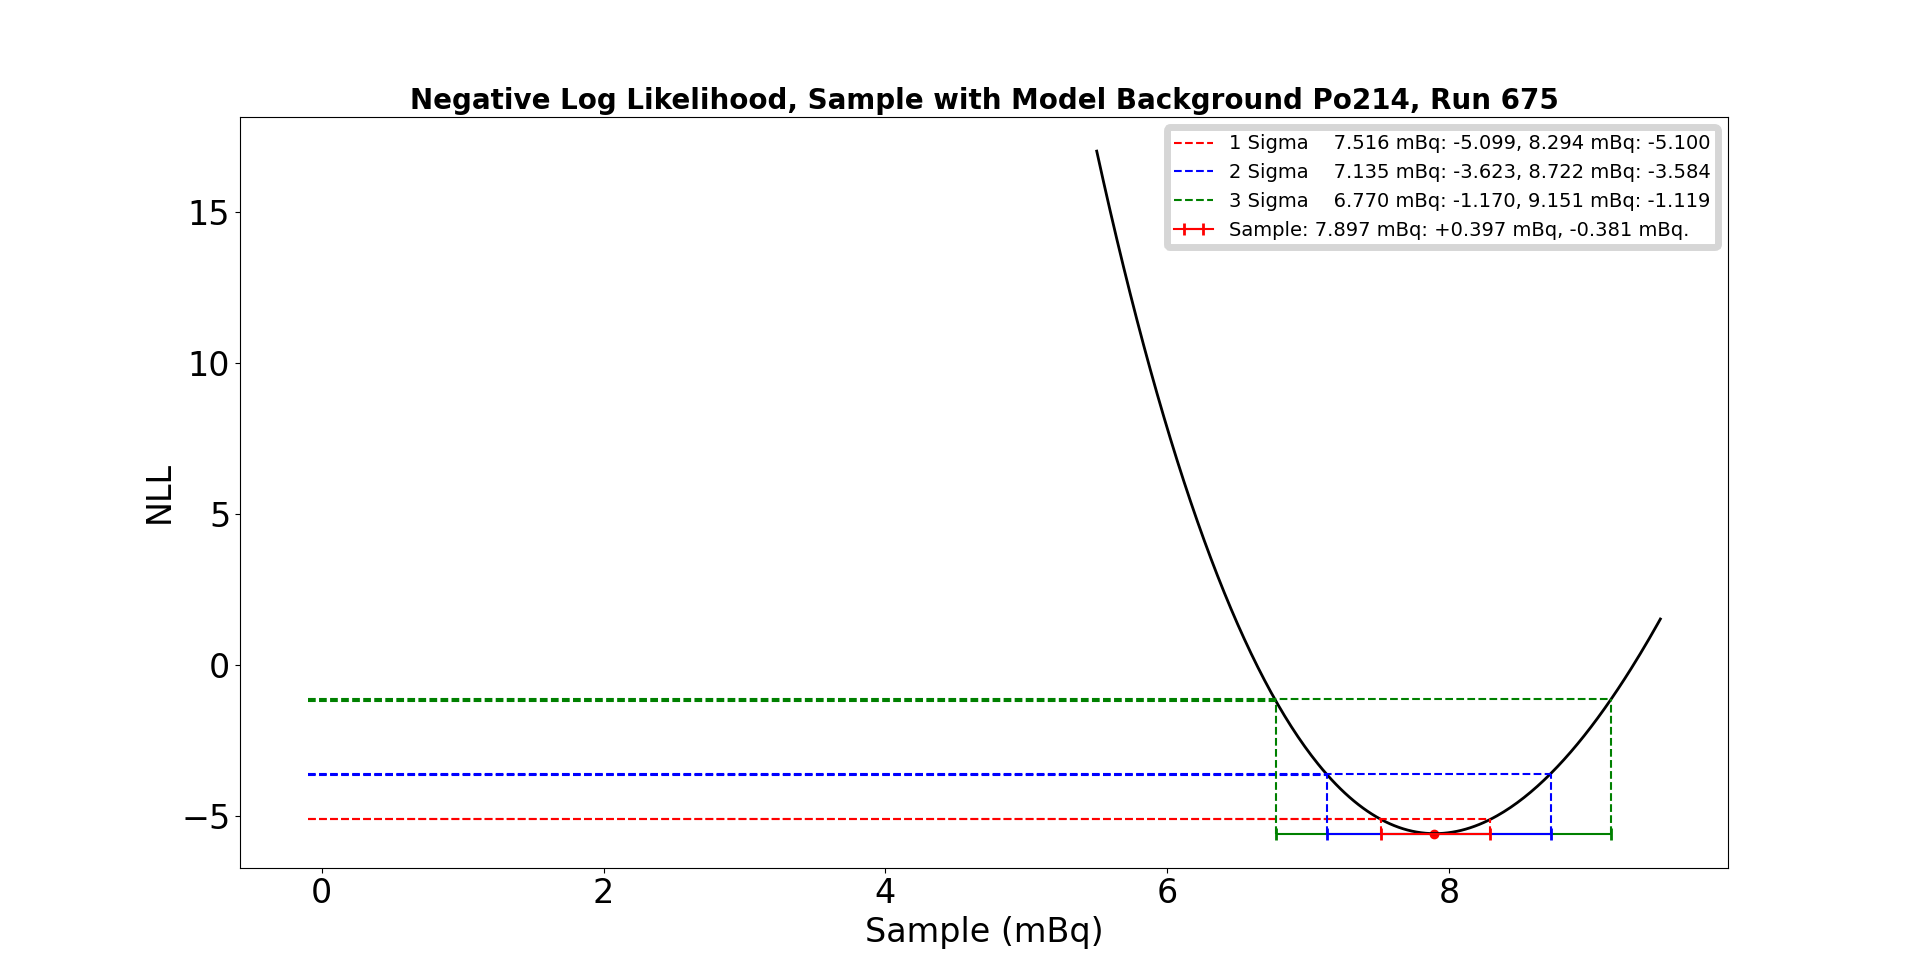 Negative Log Likelihood, Sample with Model Background Po214, Run 675
1 Sigma    7.516 mBq: -5.099, 8.294 mBq: -5.100
2 Sigma    7.135 mBq: -3.623, 8.722 mBq: -3.584
3 Sigma    6.770 mBq: -1.170, 9.151 mBq: -1.119
Sample: 7.897 mBq: +0.397 mBq, -0.381 mBq.
15
10
5
0
−5
NLL
0 2 4 6 8
Sample (mBq)